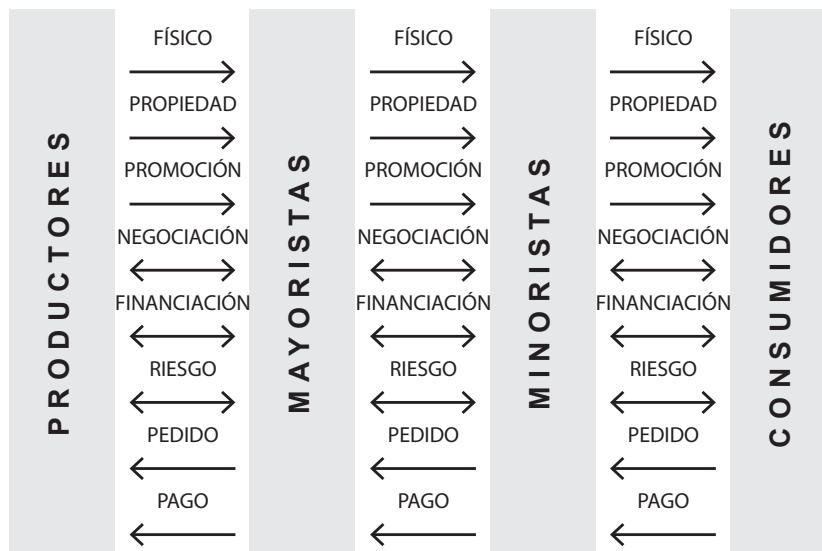 PRODUCTORES
FÍSICO
PROPIEDAD
PROMOCIÓN
NEGOCIACIÓN
FINANCIACIÓN
RIESGO
PEDIDO
PAGO
MAYORISTAS
FÍSICO
PROPIEDAD
PROMOCIÓN
NEGOCIACIÓN
FINANCIACIÓN
RIESGO
PEDIDO
PAGO
MINORISTAS
FÍSICO
PROPIEDAD
PROMOCIÓN
NEGOCIACIÓN
FINANCIACIÓN
RIESGO
PEDIDO
PAGO
CONSUMIDORES